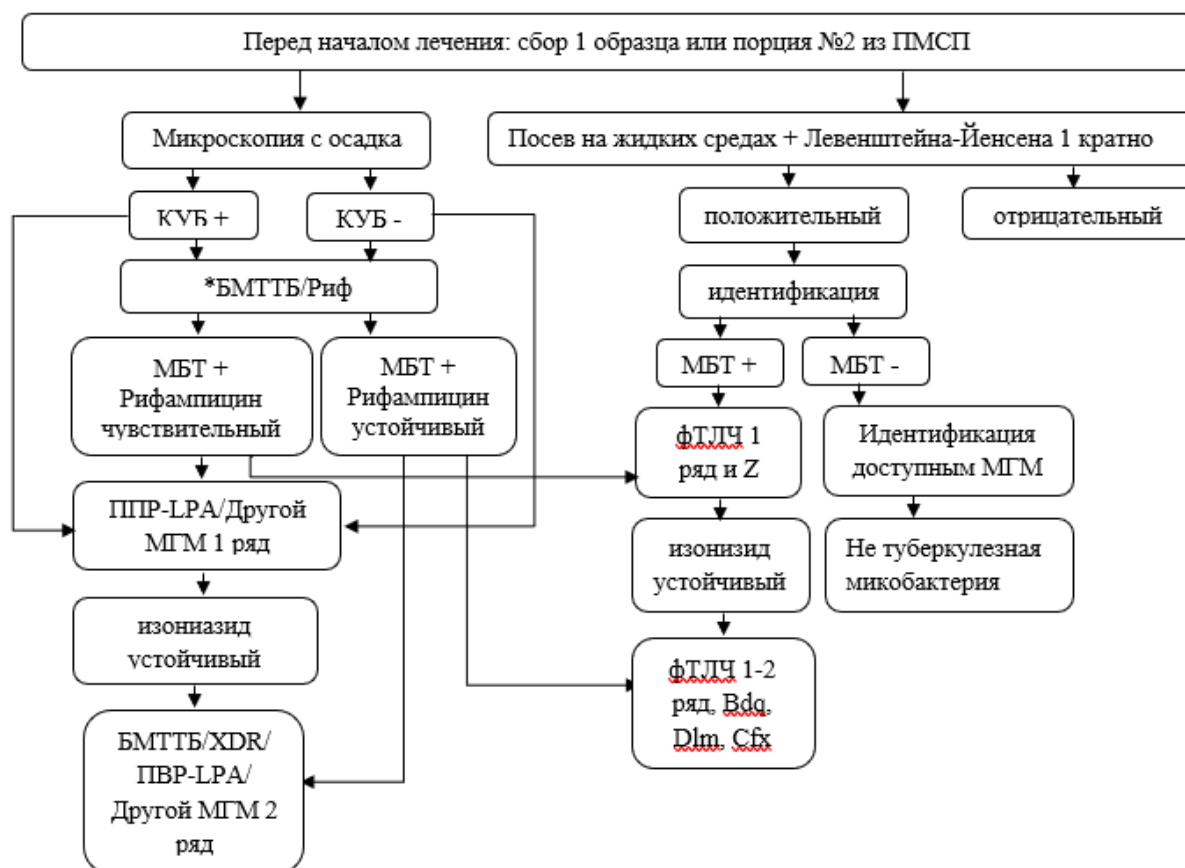 Перед началом лечения: сбор 1 образца или порция №2 из ПМСП
Микроскопия с осадка
Посев на жидких средах + Левенштейна-Йенсена 1 кратно
КУБ +
КУБ -
положительный
отрицательный
*БМТТБ/Риф
идентификация
МБТ +
Рифампицин
чувствительный
МБТ +
Рифампицин
устойчивый
МБТ +
МБТ -
фТЛЧ 1
ряд и Z
Идентификация
доступным МГМ
ППР-LPA/Другой
МГМ 1 ряд
изонизид
устойчивый
Не туберкулезная
микобактерия
изониазид
устойчивый
фТЛЧ 1-2
ряд, Bdq,
Dlm, Cfx
БМТТБ/XDR/
ПВР-LPA/
Другой МГМ 2
ряд